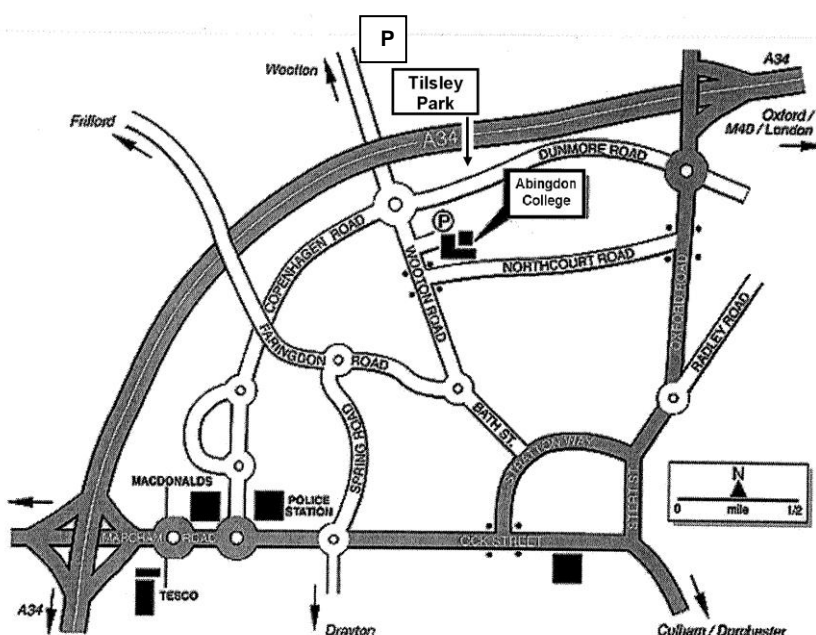 P
Wootton
Tilsley
Park
A34
Oxford /
M40 / London
Frilford
A34
DUNMORE ROAD
Abingdon
College
P
COPENHAGEN ROAD
WOOTON ROAD
NORTHCOURT ROAD
OXFORD ROAD
RADLEY ROAD
FARINGDON ROAD
BATH ST.
SPRING ROAD
STRATTON WAY
STERT ST
MACDONALDS
POLICE
STATION
MARCHAM ROAD
OCK STREET
N
0 mile 1/2
TESCO
A34
Drayton
Culham / Dorchester